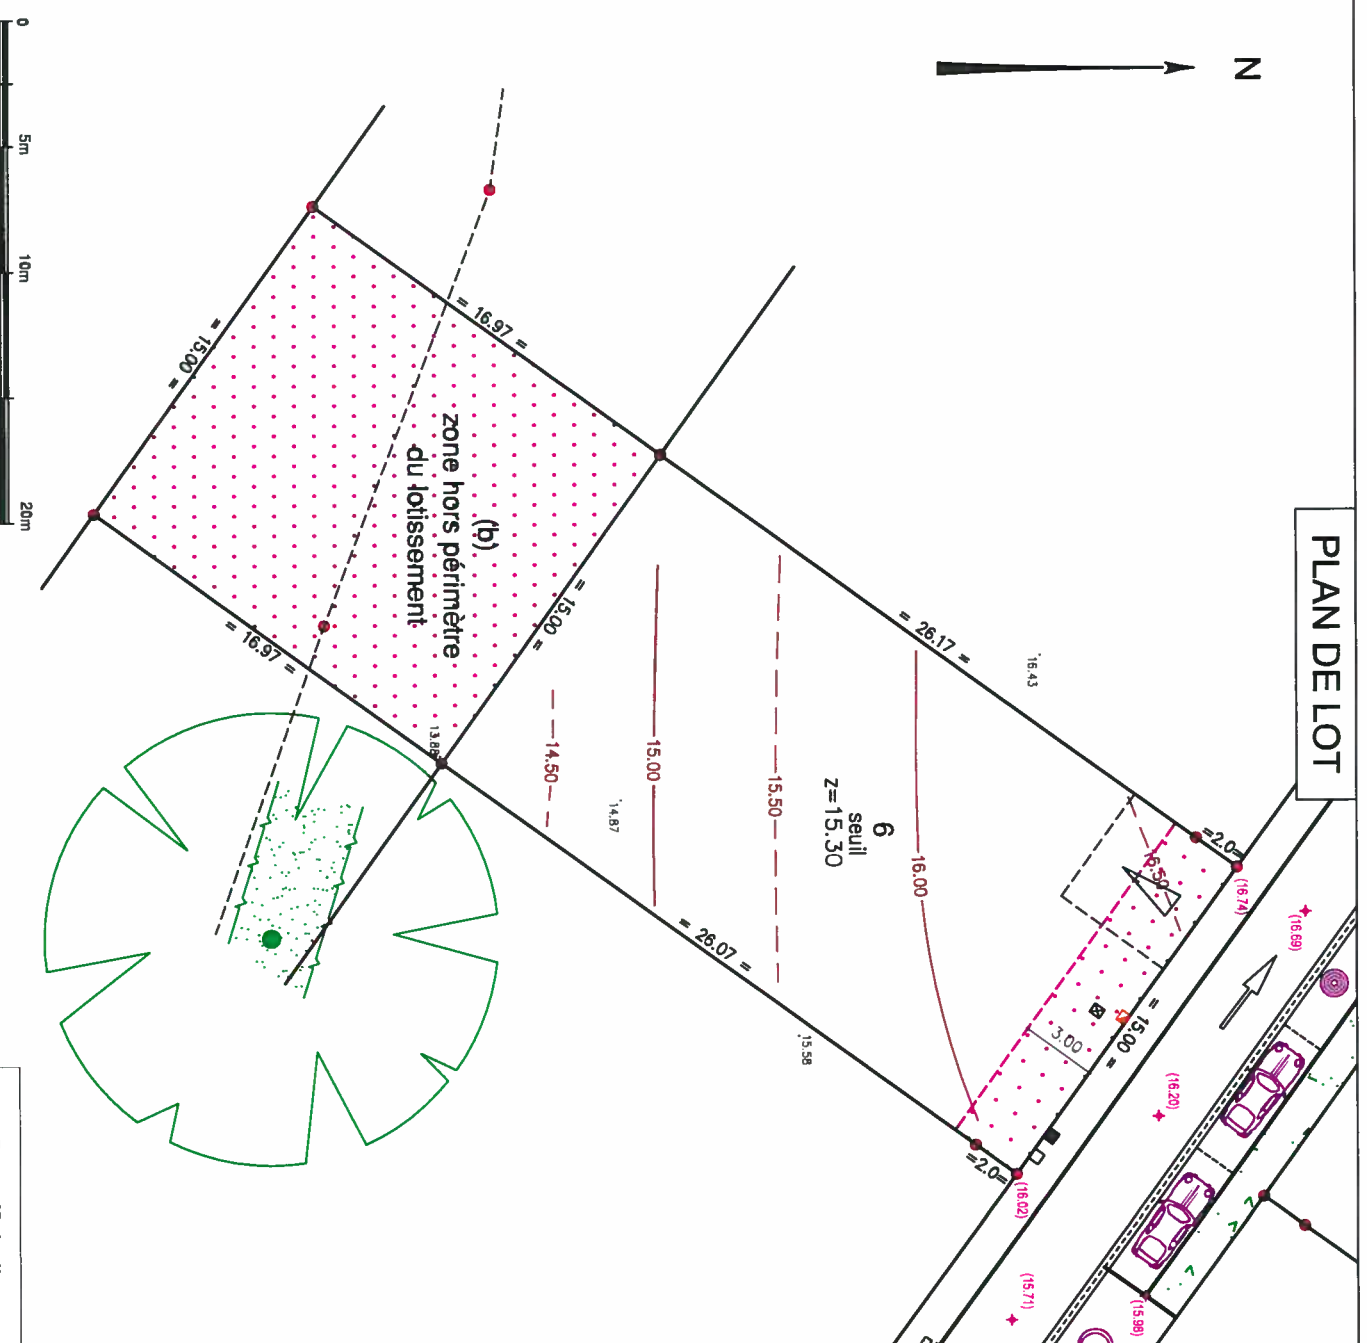 N
PLAN DE LOT
=2.0=
(16.74)
(16.69)
16.50
= 26.17 =
16.43
= 15.00 =
3.00
(16.20)
16.00
6
seuil
z=15.30
15.50
=2.0=
(16.02)
(15.71)
(15.98)
15.58
= 26.07 =
15.00
14.87
14.50
13.88
= 15.00 =
= 16.97 =
(b)
zone hors périmètre
du lotissement
= 15.00 =
= 16.97 =
0
5m
10m
20m